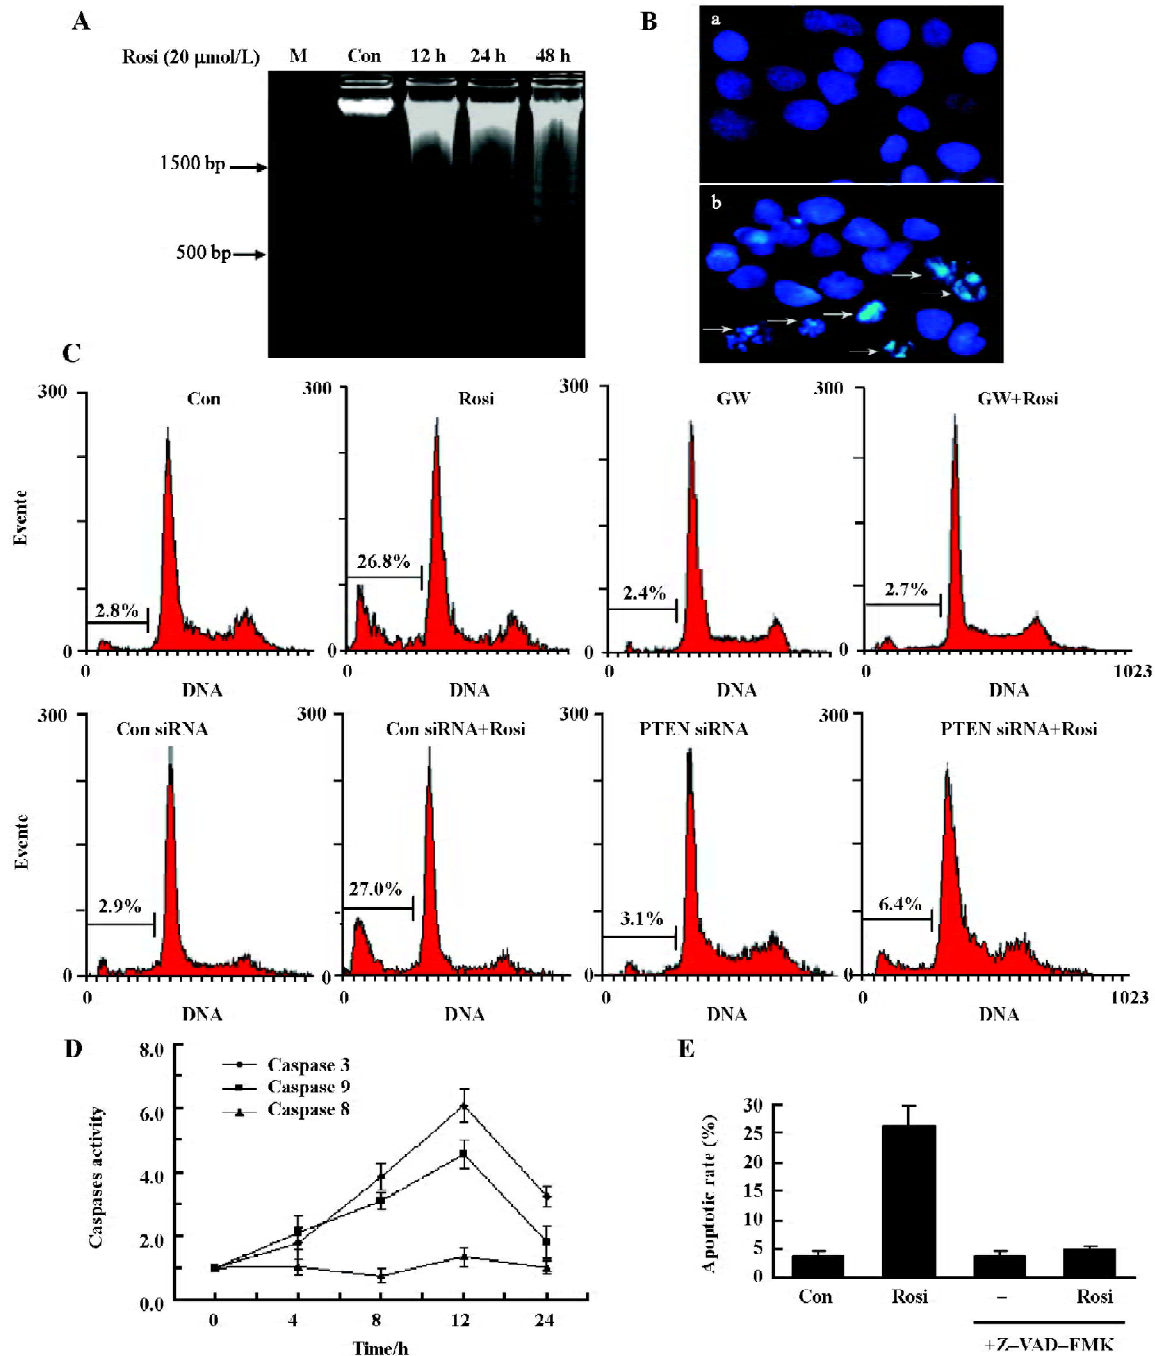 A
B
Rosi (20 μmol/L) M Con 12 h 24 h 48 h
1500 bp
500 bp
a
b
C
300 300 300 300
Con Rosi GW GW+Rosi
Evente
2.8% 26.8% 2.4% 2.7%
0 0 0 0
0 0 0 0 1023
DNA DNA DNA DNA
300 300 300 300
Con siRNA Con siRNA+Rosi PTEN siRNA PTEN siRNA+Rosi
Evente
2.9% 27.0% 3.1% 6.4%
0 0 0 0
0 0 0 0 1023
DNA DNA DNA DNA
D
8.0
6.0
4.0
2.0
0.0
Caspases activity
Caspase 3
Caspase 9
Caspase 8
0 4 8 12 24
Time/h
E
30
25
20
15
10
5
0
Apoptotic rate (%)
Con Rosi – Rosi
+Z–VAD–FMK